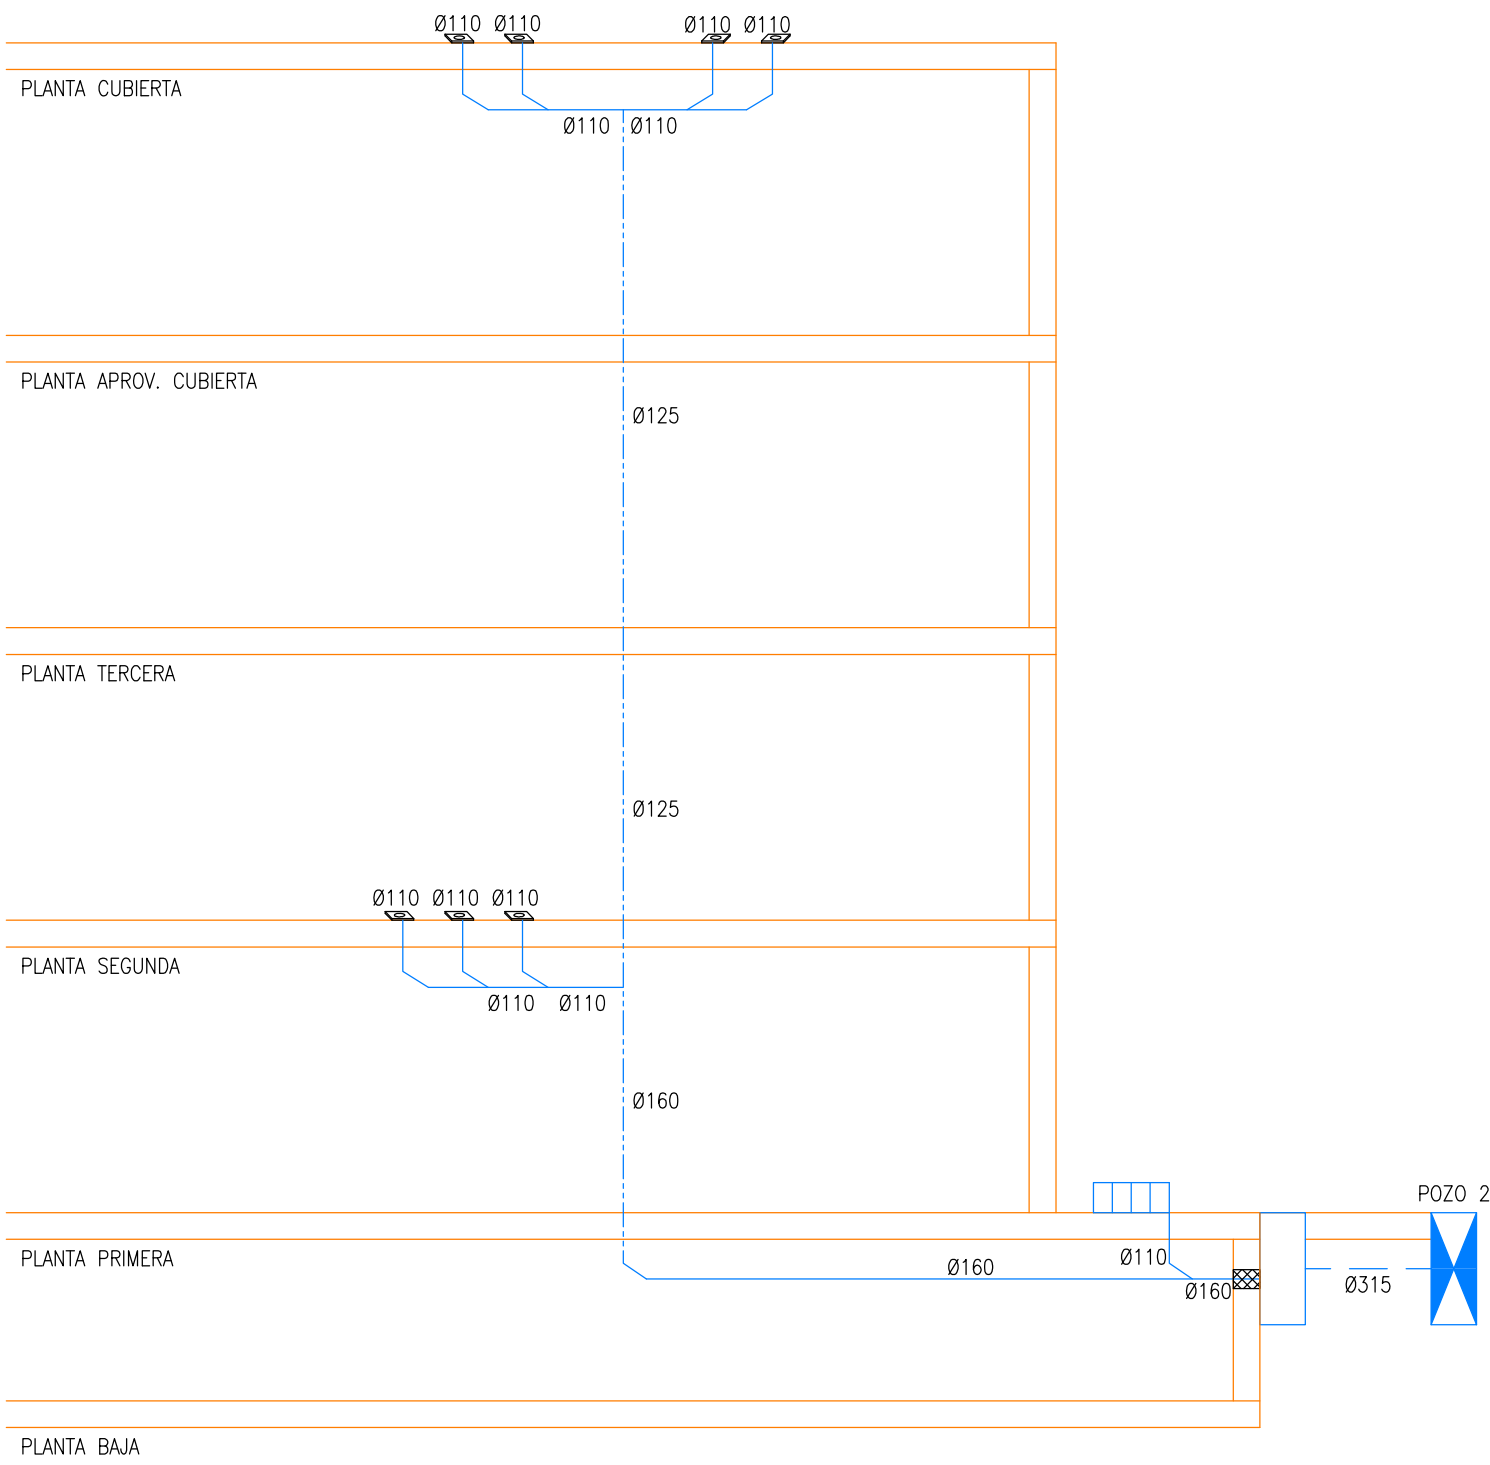 Ø110 Ø110 Ø110 Ø110
PLANTA CUBIERTA
Ø110 Ø110
PLANTA APROV. CUBIERTA
Ø125
PLANTA TERCERA
Ø125
Ø110 Ø110 Ø110
PLANTA SEGUNDA
Ø110 Ø110
Ø160
POZO 2
PLANTA PRIMERA
Ø110
Ø160
Ø315
Ø160
PLANTA BAJA